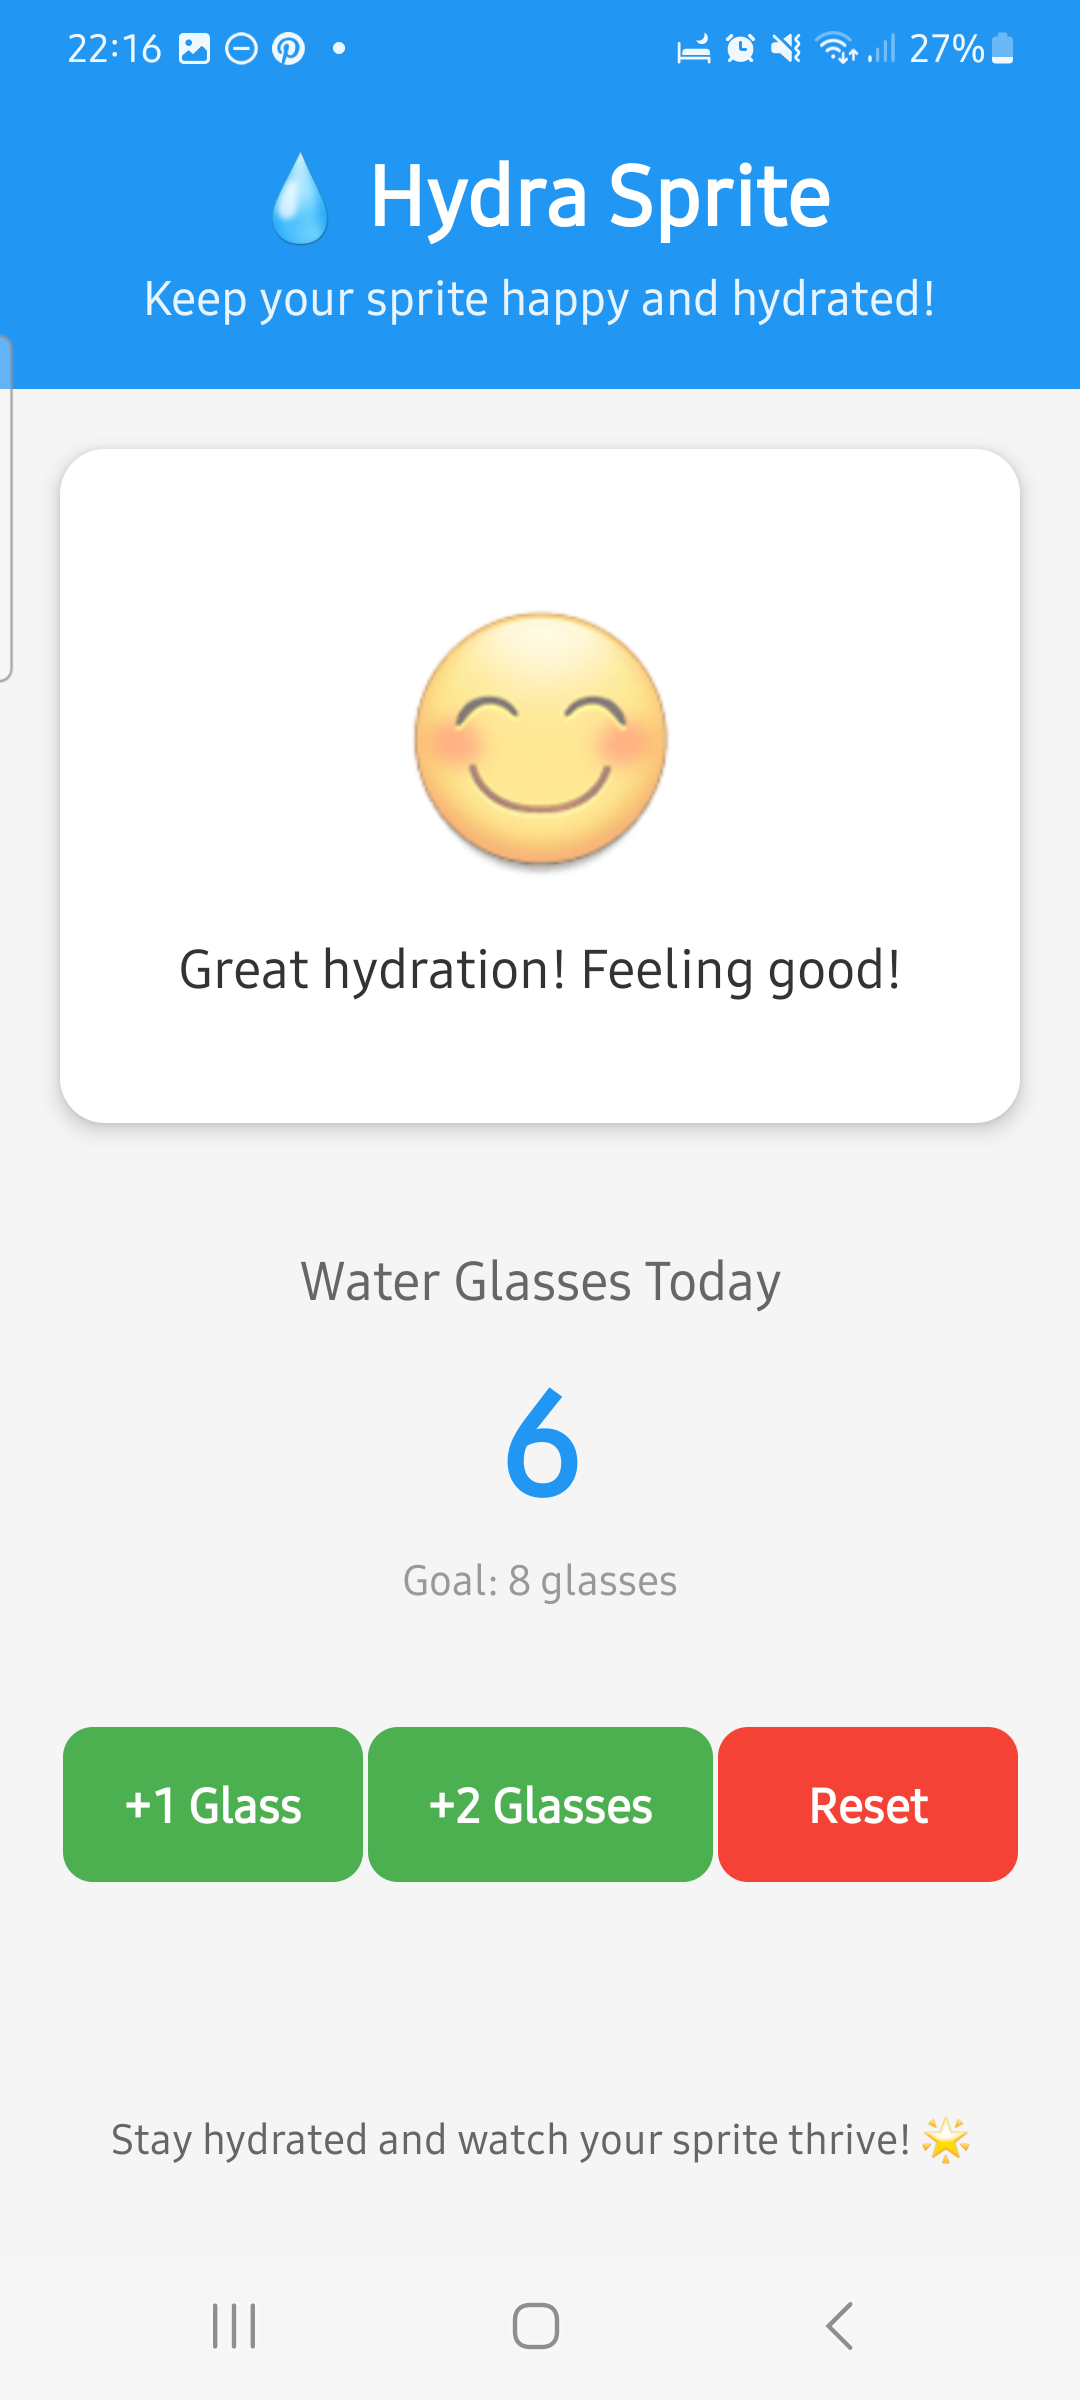 22:16 27%
Hydra Sprite
Keep your sprite happy and hydrated!
Great hydration! Feeling good!
Water Glasses Today
6
Goal: 8 glasses
+1 Glass +2 Glasses Reset
Stay hydrated and watch your sprite thrive! 🌟